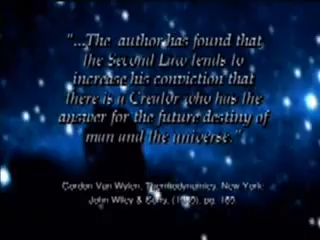 "...The author has found that
the Second Law tends to
increase his conviction that
there is a Creator who has the
answer for the future destiny of
man and the universe."
Gordon Van Wylen, Thermodynamics, New York:
John Wiley & Sons, pg. 169